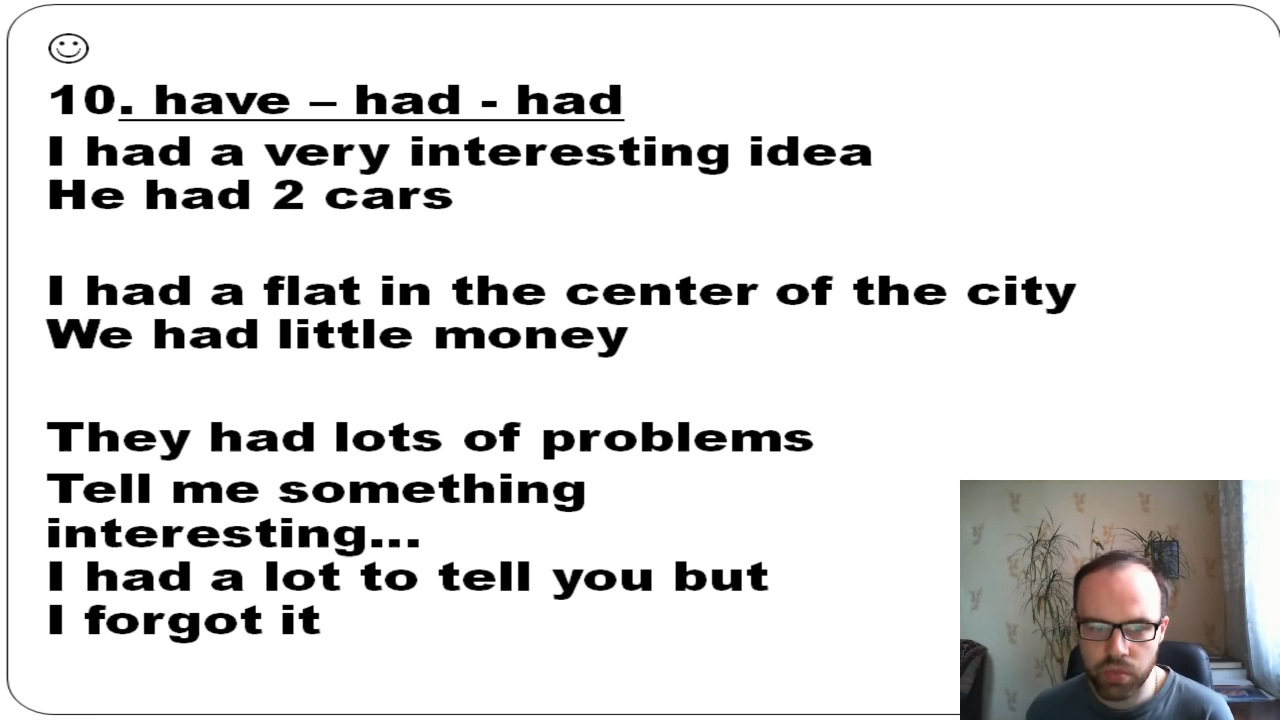 10. have – had - had
I had a very interesting idea
He had 2 cars
I had a flat in the center of the city
We had little money
They had lots of problems
Tell me something
interesting...
I had a lot to tell you but
I forgot it